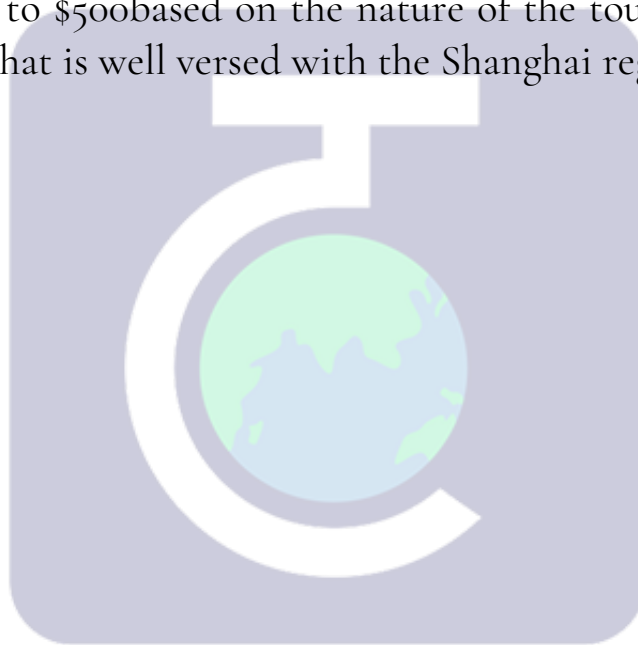 to $500based on the nature of the tou
hat is well versed with the Shanghai reg